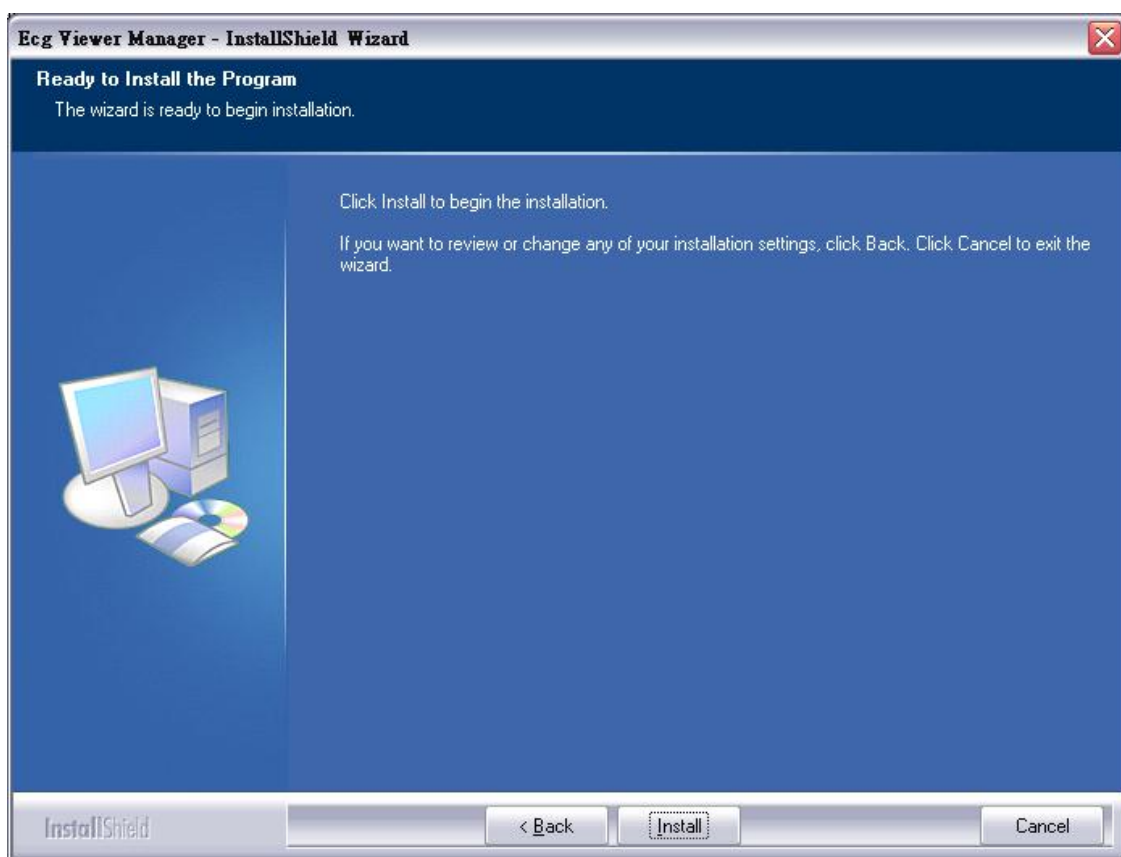 Ecg Viewer Manager - InstallShield Wizard
Ready to Install the Program
The wizard is ready to begin installation.
Click Install to begin the installation.
If you want to review or change any of your installation settings, click Back. Click Cancel to exit the
wizard.
InstallShield
< Back
Install
Cancel